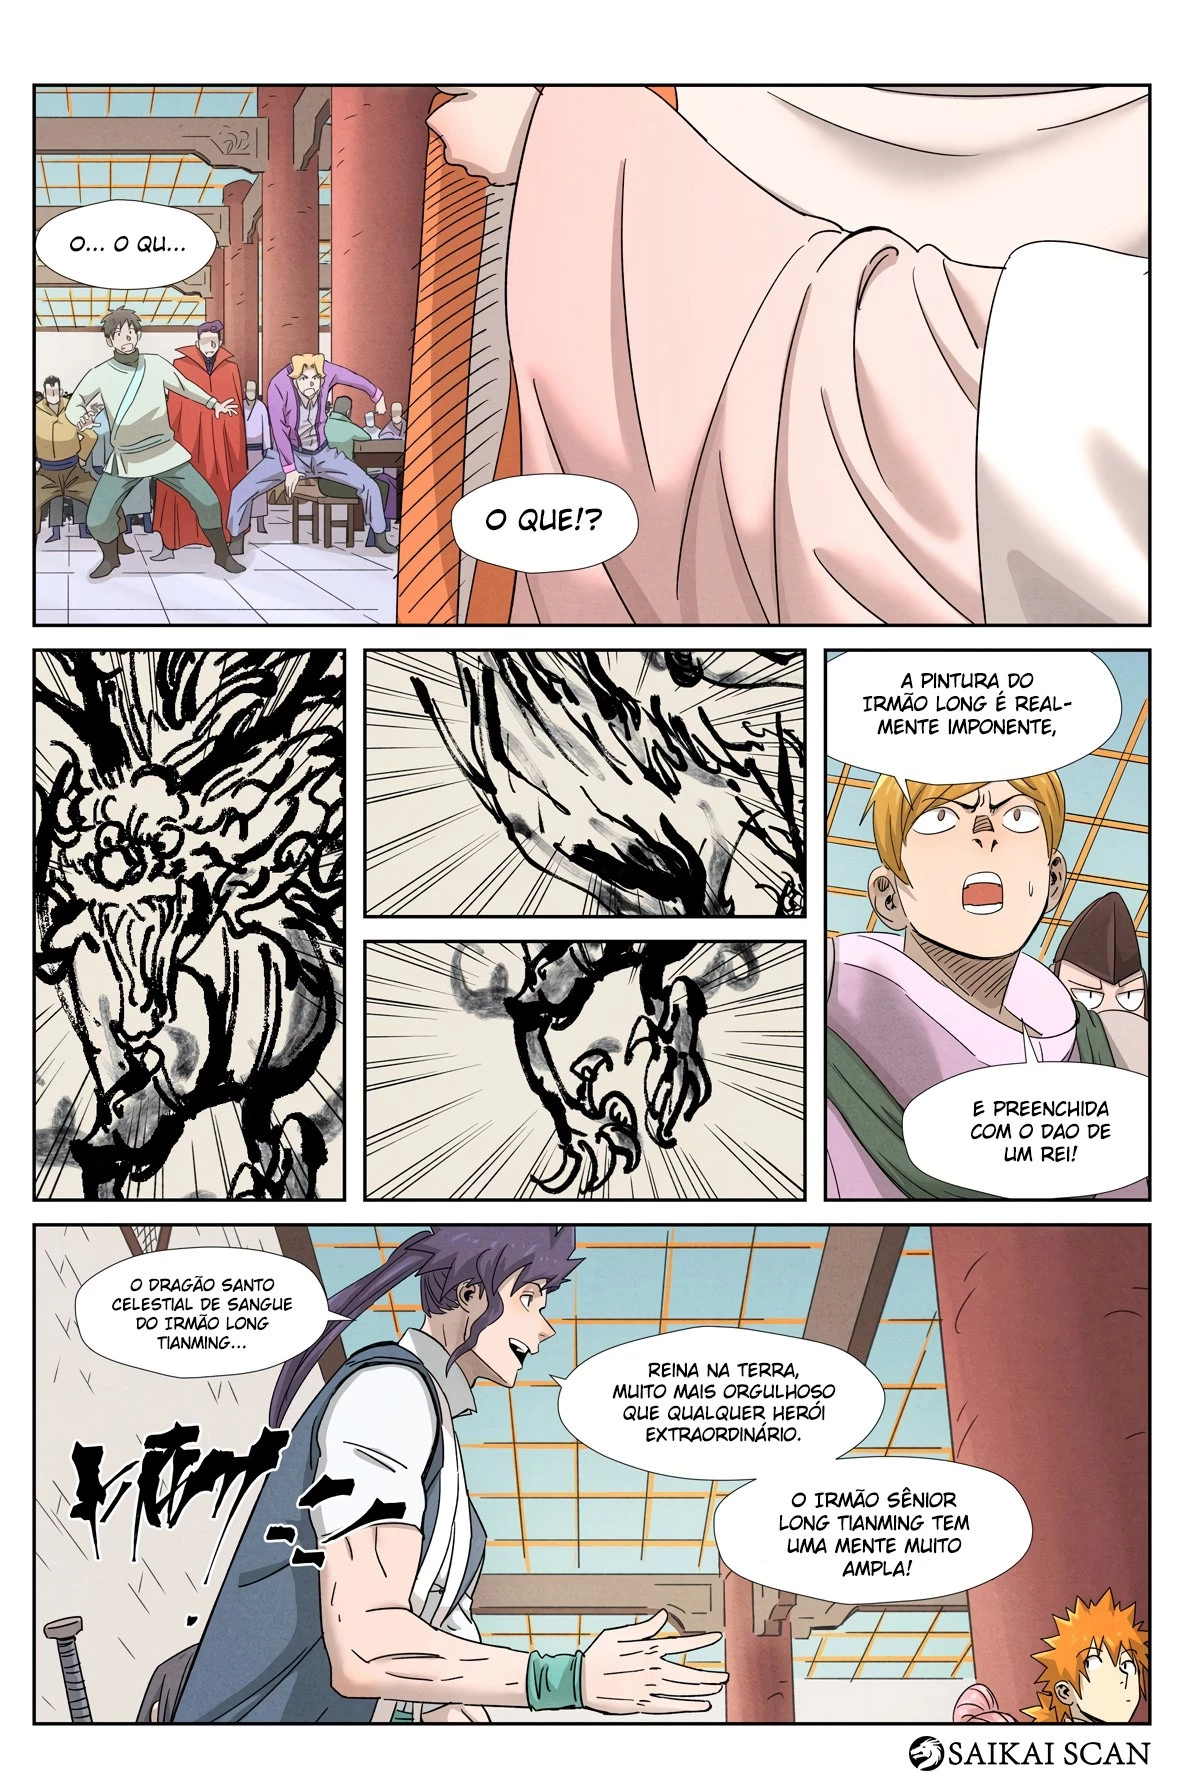 O... O QU...
O QUE!?
A PINTURA DO
IRMÃO LONG É REAL-
MENTE IMPONENTE,
E PREENCHIDA
COM O DAO DE
UM REI!
O DRAGÃO SANTO
CELESTIAL DE SANGUE
DO IRMÃO LONG
TIANMING...
REINA NA TERRA,
MUITO MAIS ORGULHOSO
QUE QUALQUER HERÓI
EXTRAORDINÁRIO.
O IRMÃO SÊNIOR
LONG TIANMING TEM
UMA MENTE MUITO
AMPLA!
SAIKAI SCAN